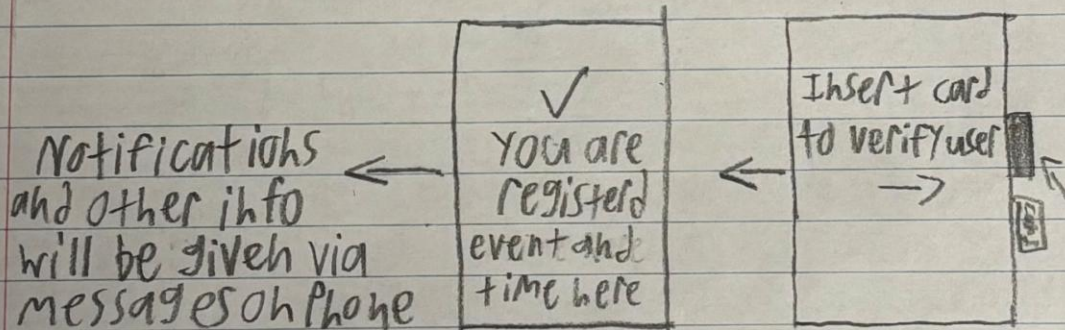 Notifications
and other info
will be given via
messages on Phone
✓
You are
registerd
event and
time here
Insert card
to verify user